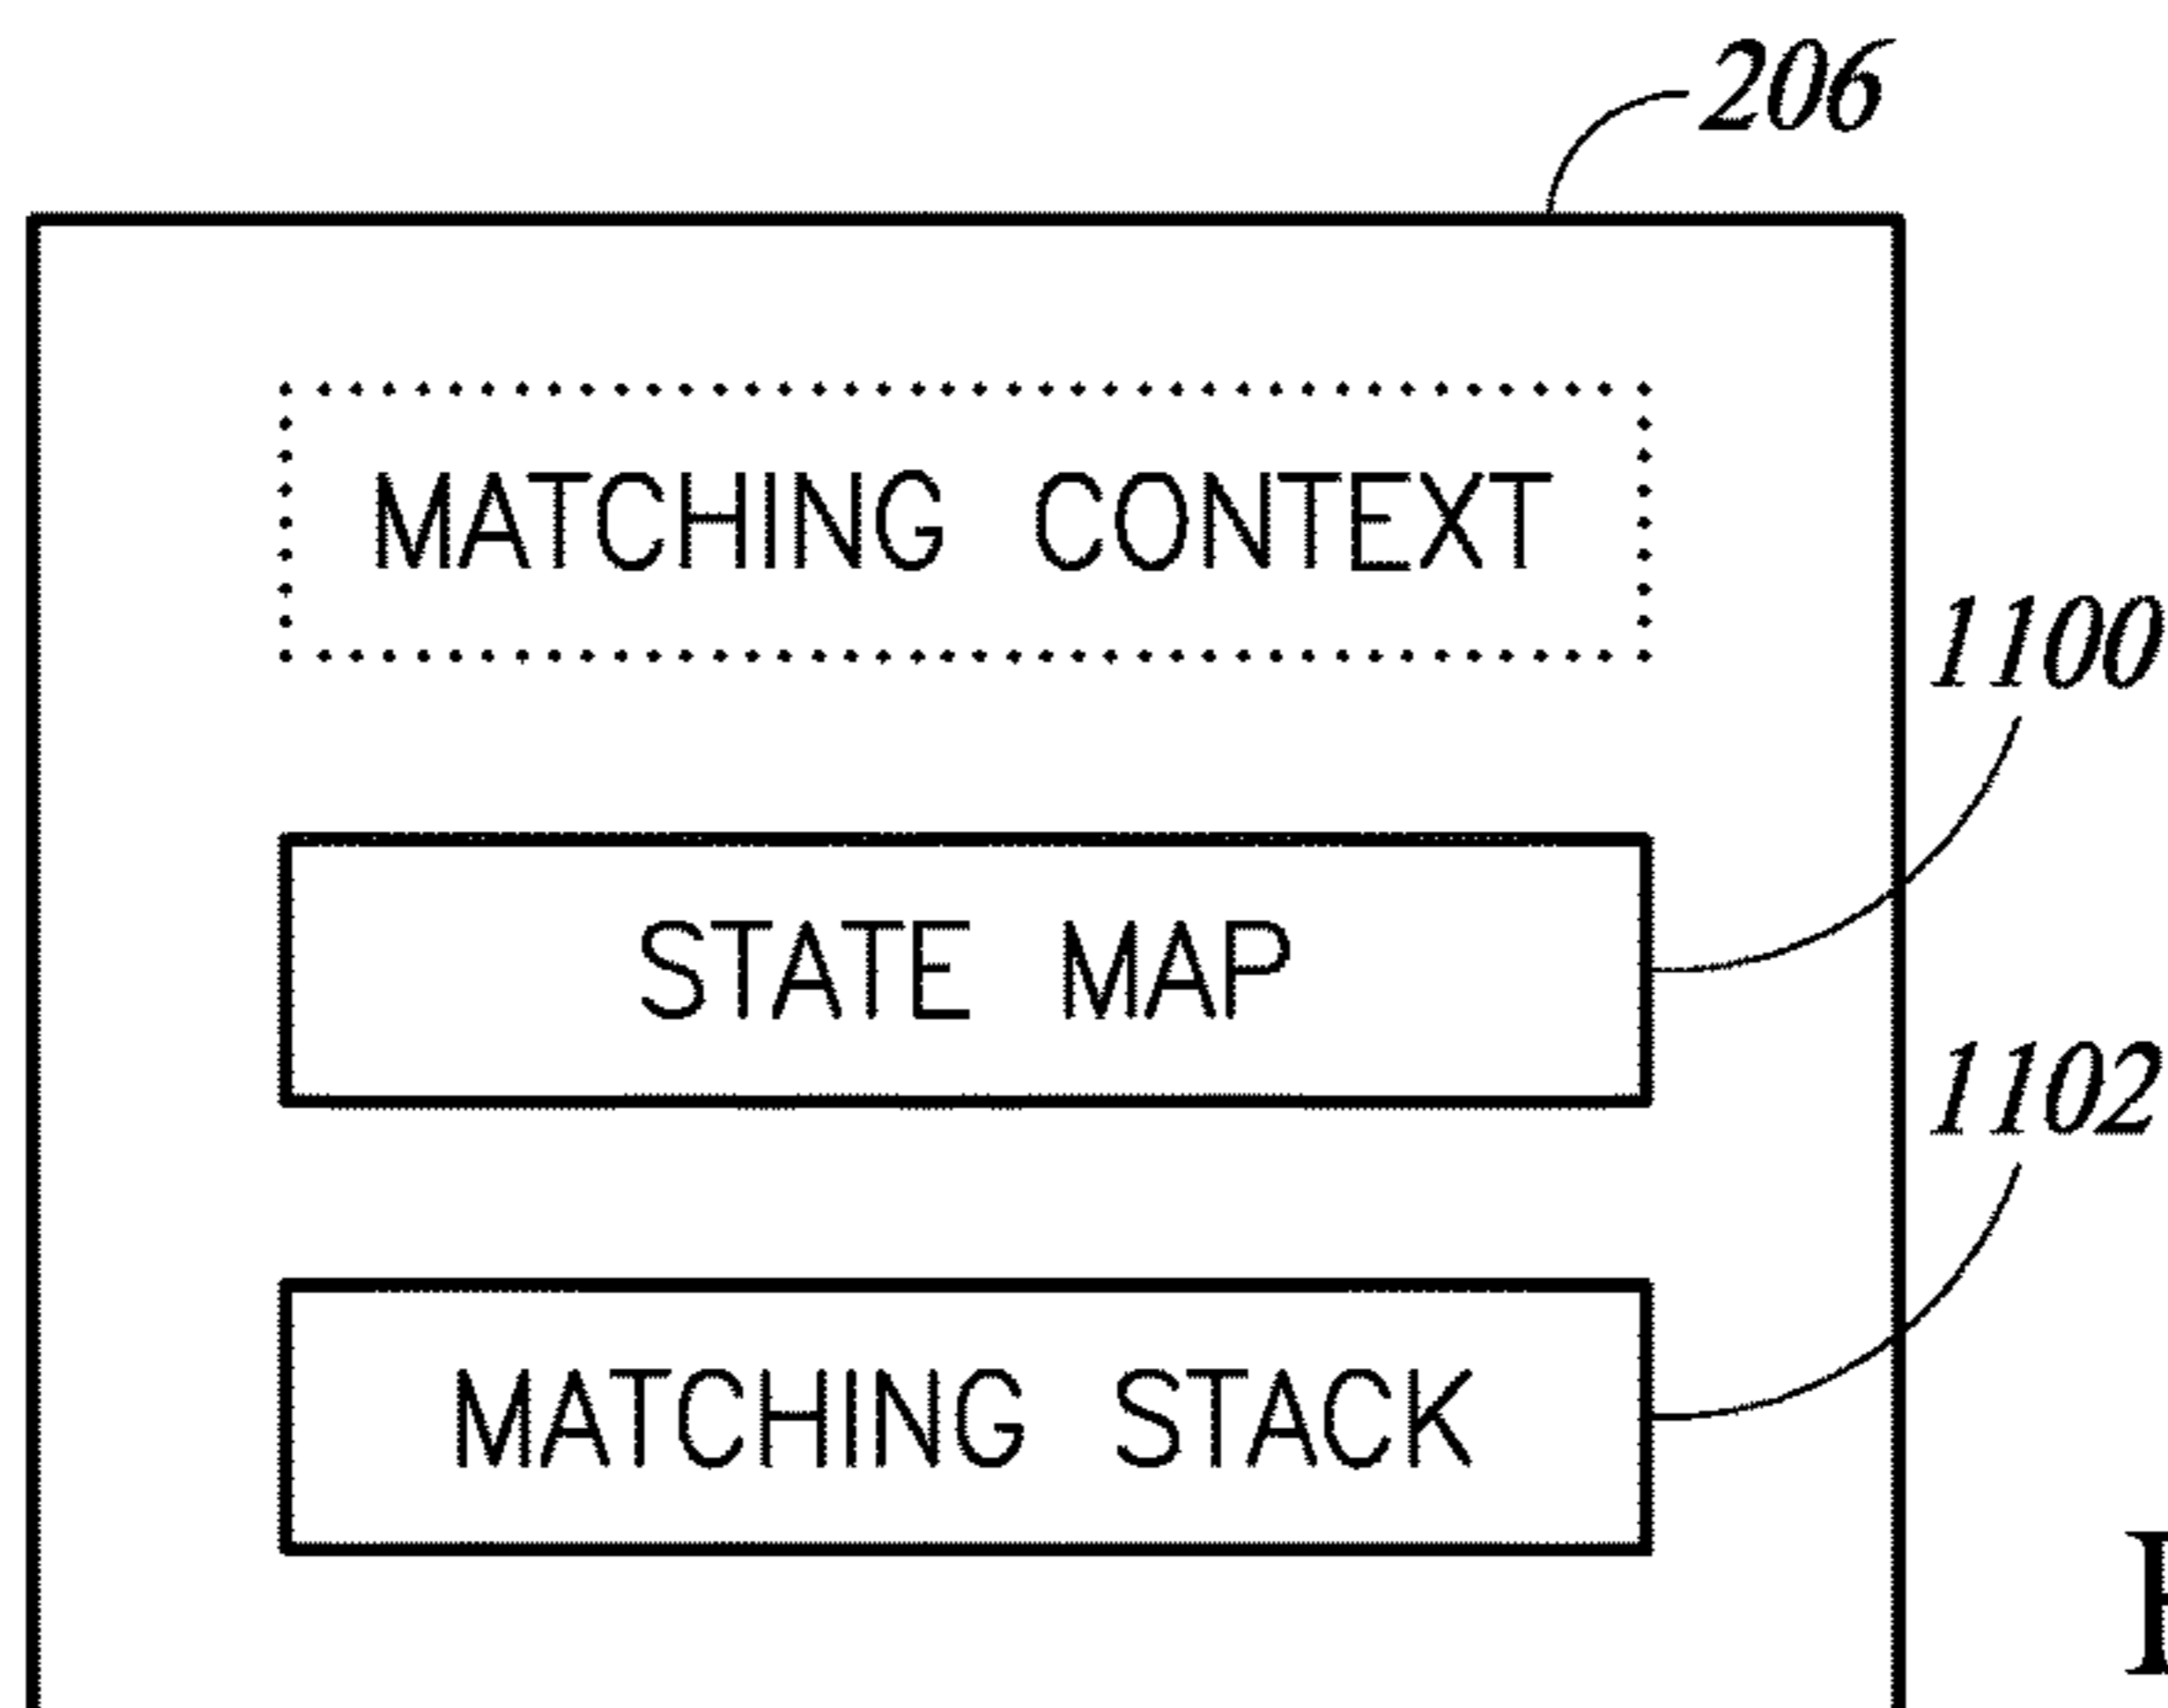 206
MATCHING CONTEXT
1100
STATE MAP
1102
MATCHING STACK